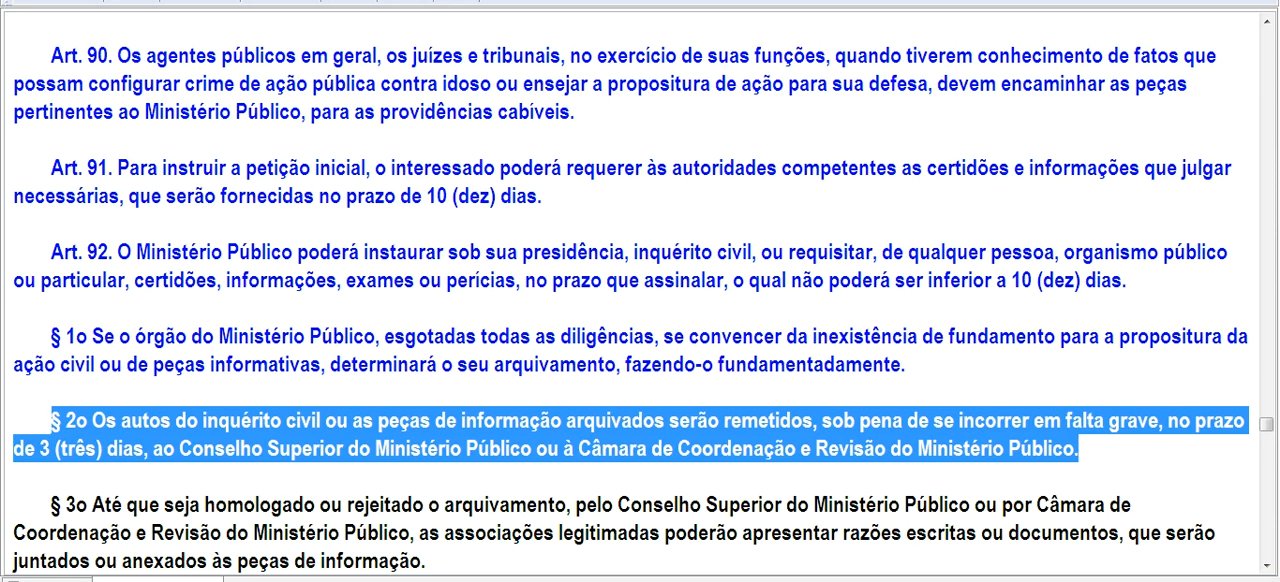 Art. 90. Os agentes públicos em geral, os juízes e tribunais, no exercício de suas funções, quando tiverem conhecimento de fatos que
possam configurar crime de ação pública contra idoso ou ensejar a propositura de ação para sua defesa, devem encaminhar as peças
pertinentes ao Ministério Público, para as providências cabíveis.
Art. 91. Para instruir a petição inicial, o interessado poderá requerer às autoridades competentes as certidões e informações que julgar
necessárias, que serão fornecidas no prazo de 10 (dez) dias.
Art. 92. O Ministério Público poderá instaurar sob sua presidência, inquérito civil, ou requisitar, de qualquer pessoa, organismo público
ou particular, certidões, informações, exames ou perícias, no prazo que assinalar, o qual não poderá ser inferior a 10 (dez) dias.
§ 1o Se o órgão do Ministério Público, esgotadas todas as diligências, se convencer da inexistência de fundamento para a propositura da
ação civil ou de peças informativas, determinará o seu arquivamento, fazendo-o fundamentadamente.
§ 2o Os autos do inquérito civil ou as peças de informação arquivados serão remetidos, sob pena de se incorrer em falta grave, no prazo
de 3 (três) dias, ao Conselho Superior do Ministério Público ou à Câmara de Coordenação e Revisão do Ministério Público.
§ 3o Até que seja homologado ou rejeitado o arquivamento, pelo Conselho Superior do Ministério Público ou por Câmara de
Coordenação e Revisão do Ministério Público, as associações legitimadas poderão apresentar razões escritas ou documentos, que serão
juntados ou anexados às peças de informação.